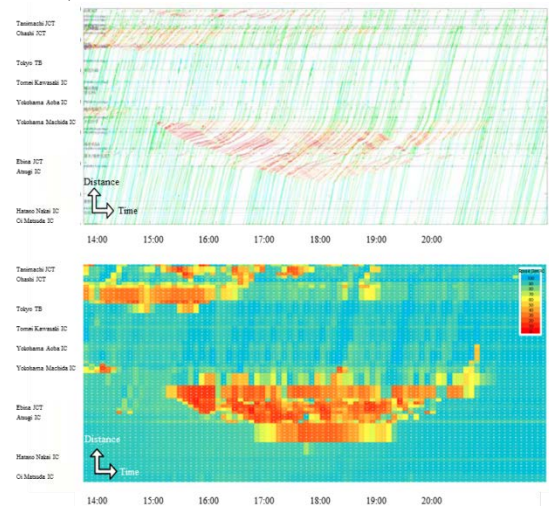 Tanimachi JCT
Ohashi JCT
Tokyo TB
Tomei Kawasaki IC
Yokohama Aoba IC
Yokohama Machida IC
Ebina JCT
Atsugi IC
Distance
Time
Hatano Nakai IC
Oi Matsuda IC
14:00 15:00 16:00 17:00 18:00 19:00 20:00
Tanimachi JCT
Ohashi JCT
Tokyo TB
Tomei Kawasaki IC
Yokohama Aoba IC
Yokohama Machida IC
Ebina JCT
Atsugi IC
Distance
Time
Hatano Nakai IC
Oi Matsuda IC
14:00 15:00 16:00 17:00 18:00 19:00 20:00